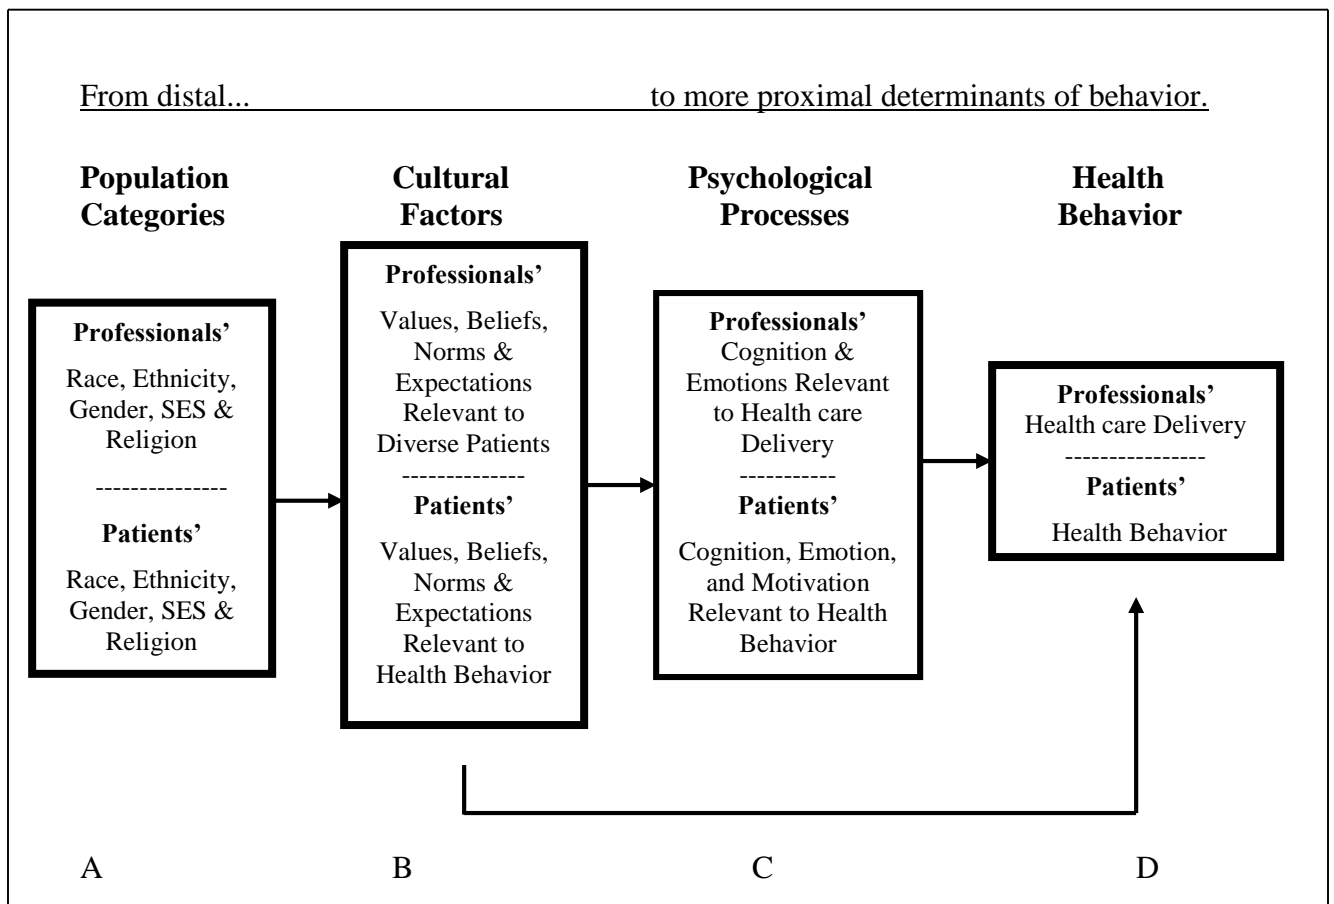 From distal... to more proximal determinants of behavior.
Population
Categories
Cultural
Factors
Psychological
Processes
Health
Behavior
Professionals’
Race, Ethnicity,
Gender, SES &
Religion
---------------
Patients’
Race, Ethnicity,
Gender, SES &
Religion
Professionals’
Values, Beliefs,
Norms &
Expectations
Relevant to
Diverse Patients
--------------
Patients’
Values, Beliefs,
Norms &
Expectations
Relevant to
Health Behavior
Professionals’
Cognition &
Emotions Relevant
to Health care
Delivery
-----------
Patients’
Cognition, Emotion,
and Motivation
Relevant to Health
Behavior
Professionals’
Health care Delivery
----------------
Patients’
Health Behavior
A B C D